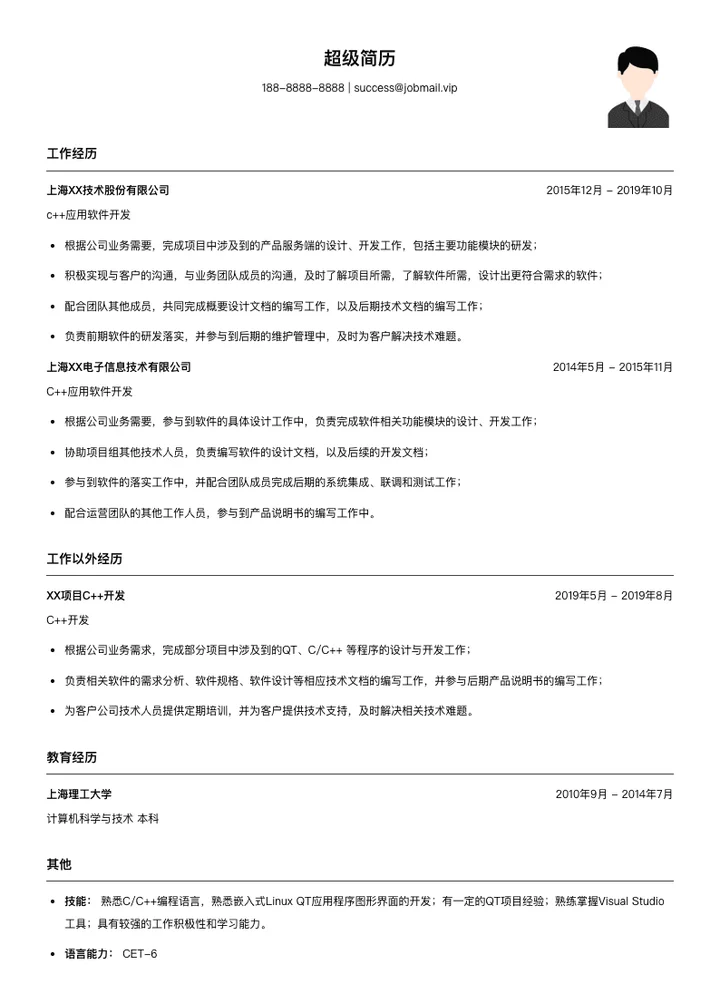 超级简历
188-8888-8888 | success@jobmail.vip
工作经历
上海XX技术股份有限公司 2015年12月 – 2019年10月
c++应用软件开发
• 根据公司业务需要，完成项目中涉及到的产品服务端的设计、开发工作，包括主要功能模块的研发；
• 积极实现与客户的沟通，与业务团队成员的沟通，及时了解项目所需，了解软件所需，设计出更符合需求的软件；
• 配合团队其他成员，共同完成概要设计文档的编写工作，以及后期技术文档的编写工作；
• 负责前期软件的研发落实，并参与到后期的维护管理中，及时为客户解决技术难题。
上海XX电子信息技术有限公司 2014年5月 – 2015年11月
C++应用软件开发
• 根据公司业务需要，参与到软件的具体设计工作中，负责完成软件相关功能模块的设计、开发工作；
• 协助项目组其他技术人员，负责编写软件的设计文档，以及后续的开发文档；
• 参与到软件的落实工作中，并配合团队成员完成后期的系统集成、联调和测试工作；
• 配合运营团队的其他工作人员，参与到产品说明书的编写工作中。
工作以外经历
XX项目C++开发 2019年5月 – 2019年8月
C++开发
• 根据公司业务需求，完成部分项目中涉及到的QT、C/C++ 等程序的设计与开发工作；
• 负责相关软件的需求分析、软件规格、软件设计等相应技术文档的编写工作，并参与后期产品说明书的编写工作；
• 为客户公司技术人员提供定期培训，并为客户提供技术支持，及时解决相关技术难题。
教育经历
上海理工大学 2010年9月 – 2014年7月
计算机科学与技术 本科
其他
• 技能： 熟悉C/C++编程语言，熟悉嵌入式Linux QT应用程序图形界面的开发；有一定的QT项目经验；熟练掌握Visual Studio
工具；具有较强的工作积极性和学习能力。
• 语言能力： CET-6